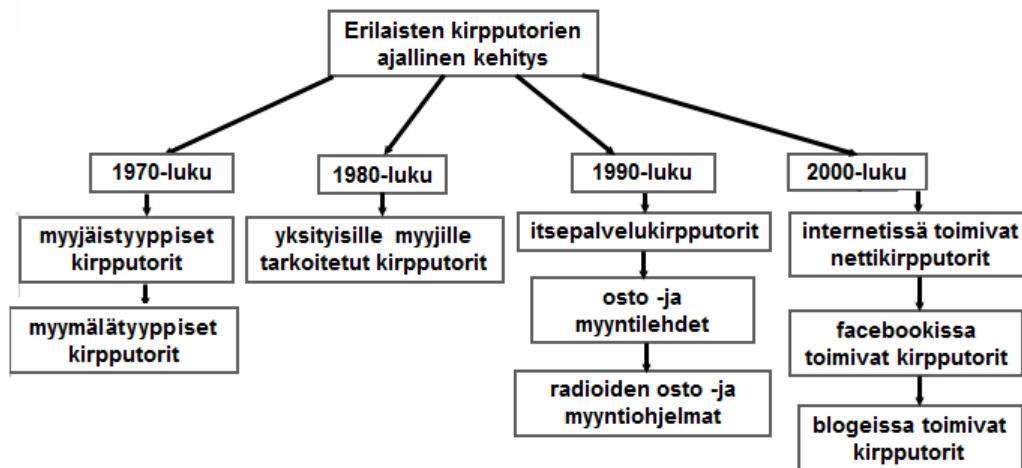 Erilaisten kirpputorien
ajallinen kehitys
1970-luku
1980-luku
1990-luku
2000-luku
myyjäistyyppiset
kirpputorit
yksityisille myyjille
tarkoitetut kirpputorit
itsepalvelukirpputorit
internetissä toimivat
nettikirpputorit
myymälätyyppiset
kirpputorit
osto -ja
myyntilehdet
facebookissa
toimivat kirpputorit
radioiden osto -ja
myyntiohjelmat
blogeissa toimivat
kirpputorit